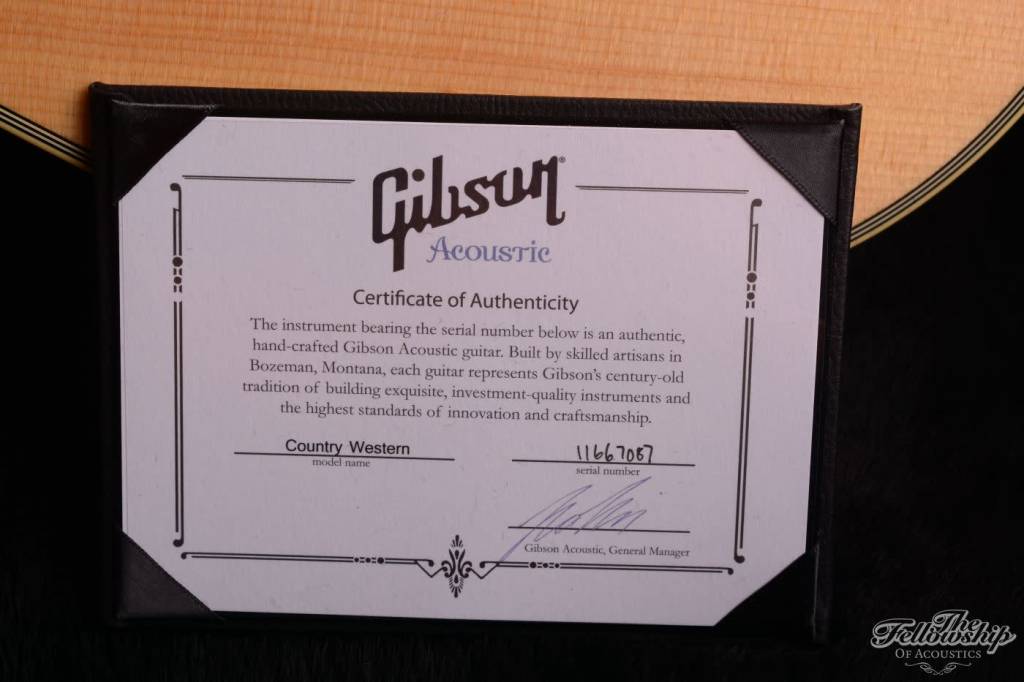 Gibson®
Acoustic
Certificate of Authenticity
The instrument bearing the serial number below is an authentic,
hand-crafted Gibson Acoustic guitar. Built by skilled artisans in
Bozeman, Montana, each guitar represents Gibson's century-old
tradition of building exquisite, investment-quality instruments and
the highest standards of innovation and craftsmanship.
Country Western
model name
11667087
serial number
Gibson Acoustic, General Manager
The
Fellowship
OF ACOUSTICS